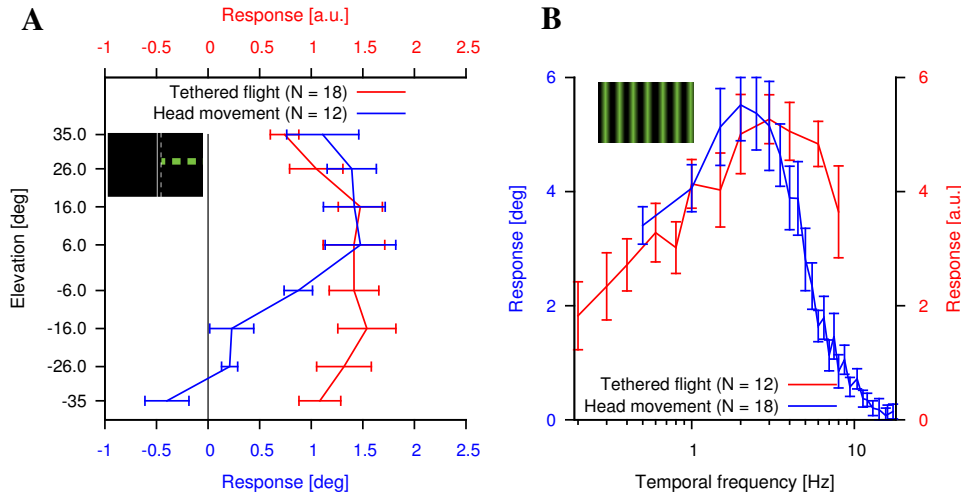 A
Response [a.u.]
-1 -0.5 0 0.5 1 1.5 2 2.5
Tethered flight (N = 18)
Head movement (N = 12)
35.0
26.0
16.0
6.0
-6.0
-16.0
-26.0
-35
Elevation [deg]
-1 -0.5 0 0.5 1 1.5 2 2.5
Response [deg]
B
6 6
4 4
2 2
0 0
Response [deg]
Response [a.u.]
Tethered flight (N = 12)
Head movement (N = 18)
1 10
Temporal frequency [Hz]